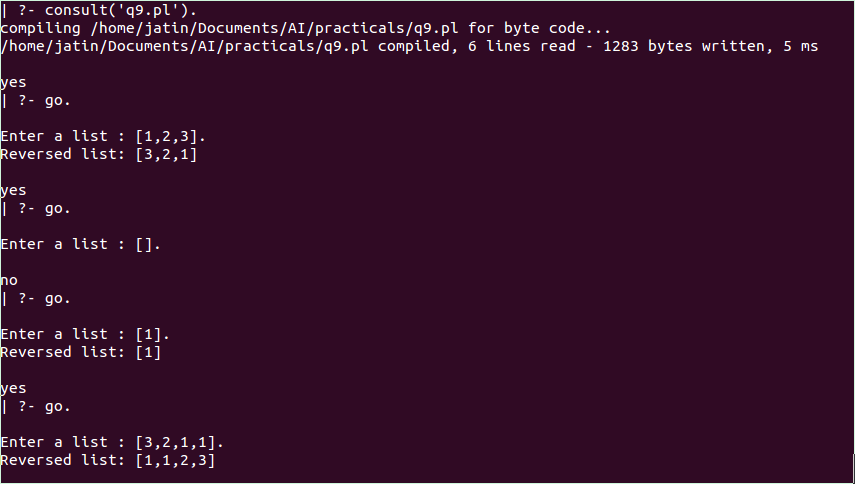 | ?- consult('q9.pl').
compiling /home/jatin/Documents/AI/practicals/q9.pl for byte code...
/home/jatin/Documents/AI/practicals/q9.pl compiled, 6 lines read - 1283 bytes written, 5 ms
yes
| ?- go.
Enter a list : [1,2,3].
Reversed list: [3,2,1]
yes
| ?- go.
Enter a list : [].
no
| ?- go.
Enter a list : [1].
Reversed list: [1]
yes
| ?- go.
Enter a list : [3,2,1,1].
Reversed list: [1,1,2,3]